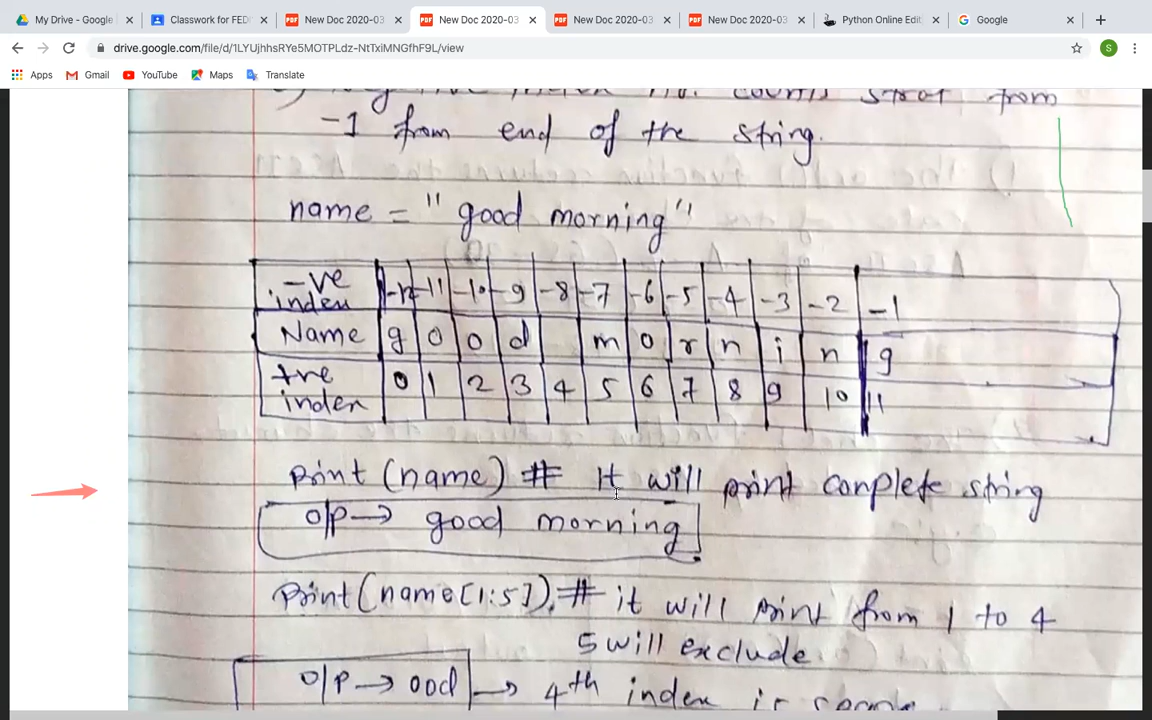 My Drive - Google
Classwork for FED
New Doc 2020-03
New Doc 2020-03
New Doc 2020-03
New Doc 2020-03
Python Online Edit
Google
drive.google.com/file/d/1LYUjhhsRYe5MOTPLdz-NtTxiMNGfhF9L/view
S
Apps Gmail YouTube Maps Translate
from
-1 from end of the string.
name = "good morning"
-ve index -12 -11 -10 -9 -8 -7 -6 -5 -4 -3 -2 -1
Name g o o d m o r n i n g
+ve index 0 1 2 3 4 5 6 7 8 9 10 11
Print (name) # It will print conplete string
O/P → good morning
Print (name[1:5]). # it will print from 1 to 4
5 will exclude.
O/P → ood → 4th index is